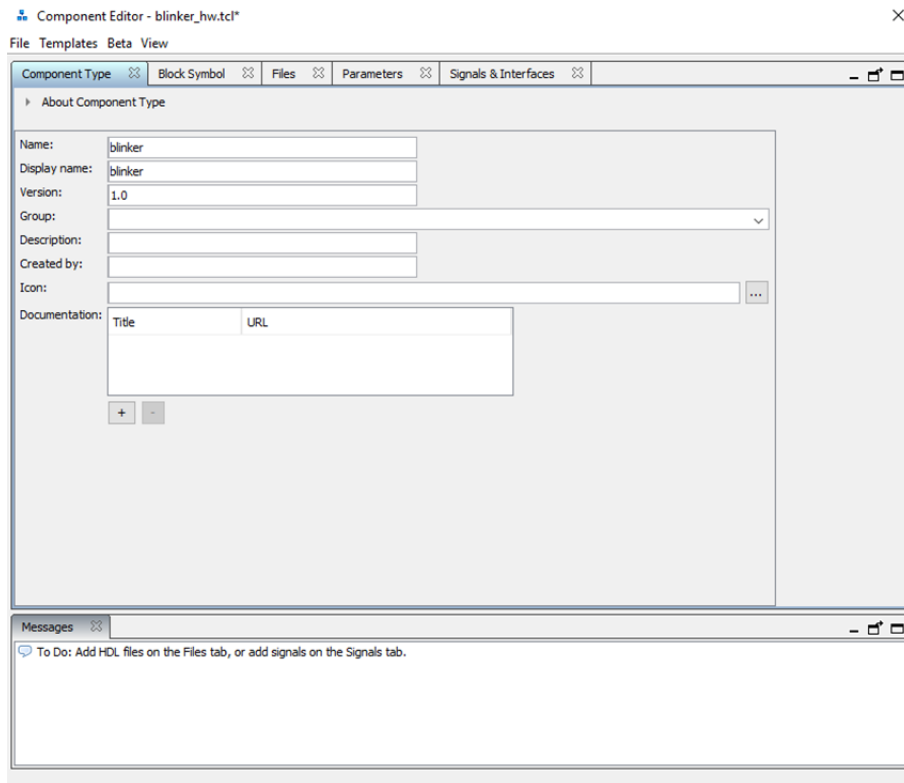 Component Editor - blinker_hw.tcl*
File Templates Beta View
Component Type Block Symbol Files Parameters Signals & Interfaces
About Component Type
Name: blinker
Display name: blinker
Version: 1.0
Group:
Description:
Created by:
Icon: ...
Documentation: Title URL
+ -
Messages
To Do: Add HDL files on the Files tab, or add signals on the Signals tab.